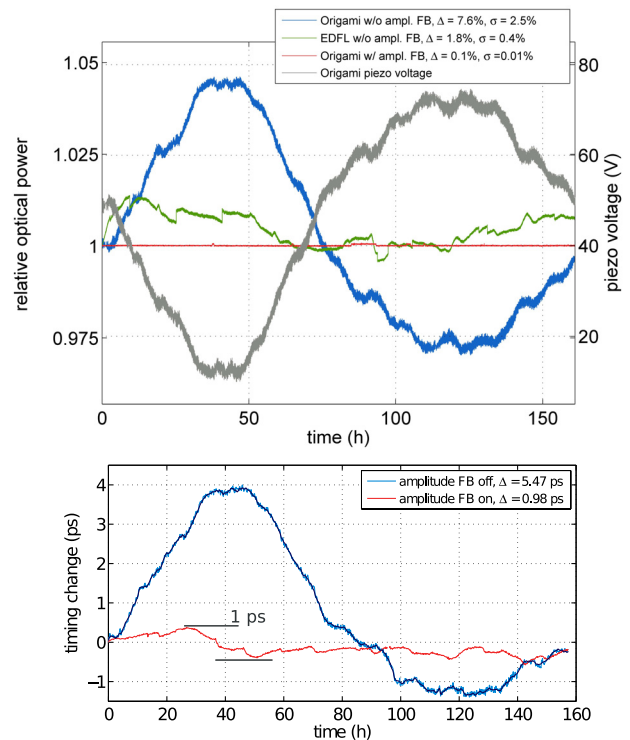 Origami w/o ampl. FB, Δ = 7.6%, σ = 2.5%
EDFL w/o ampl. FB, Δ = 1.8%, σ = 0.4%
Origami w/ ampl. FB, Δ = 0.1%, σ =0.01%
Origami piezo voltage
1.05
1.025
1
0.975
relative optical power
80
60
40
20
piezo voltage (V)
0 50 100 150
time (h)
amplitude FB off, Δ = 5.47 ps
amplitude FB on, Δ = 0.98 ps
4
3
2
1
0
−1
timing change (ps)
1 ps
0 20 40 60 80 100 120 140 160
time (h)